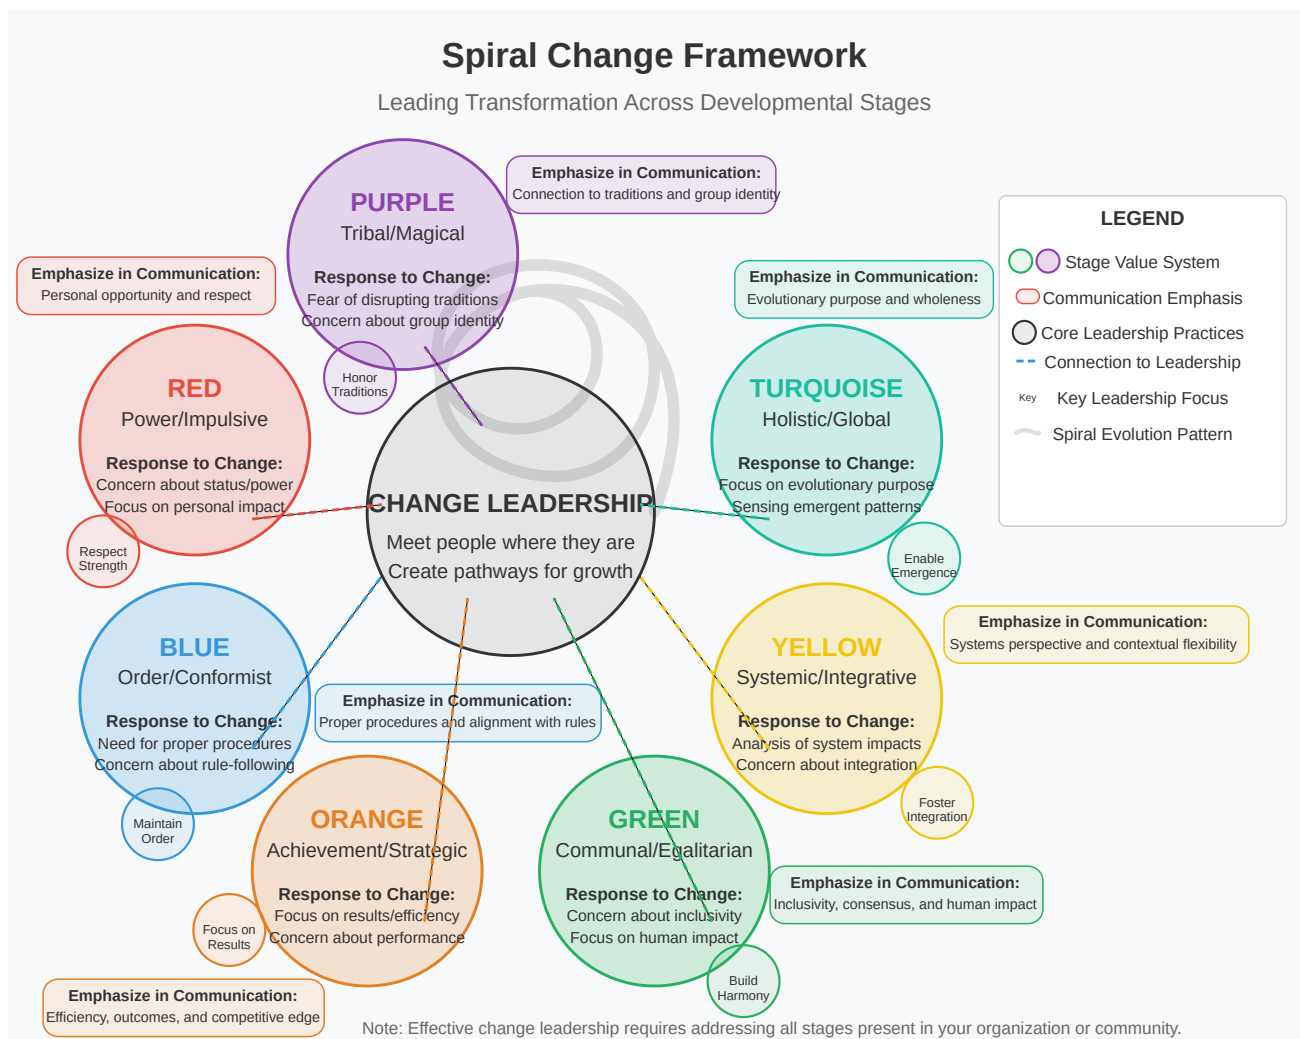 Spiral Change Framework
Leading Transformation Across Developmental Stages
PURPLE
Tribal/Magical
Response to Change:
Fear of disrupting traditions
Concern about group identity
Emphasize in Communication:
Connection to traditions and group identity
Honor
Traditions
Emphasize in Communication:
Personal opportunity and respect
RED
Power/Impulsive
Response to Change:
Concern about status/power
Focus on personal impact
Respect
Strength
Emphasize in Communication:
Evolutionary purpose and wholeness
TURQUOISE
Holistic/Global
Response to Change:
Focus on evolutionary purpose
Sensing emergent patterns
Enable
Emergence
LEGEND
Stage Value System
Communication Emphasis
Core Leadership Practices
Connection to Leadership
Key
Key Leadership Focus
Spiral Evolution Pattern
CHANGE LEADERSHIP
Meet people where they are
Create pathways for growth
BLUE
Order/Conformist
Response to Change:
Need for proper procedures
Concern about rule-following
Maintain
Order
Emphasize in Communication:
Proper procedures and alignment with rules
YELLOW
Systemic/Integrative
Response to Change:
Analysis of system impacts
Concern about integration
Foster
Integration
Emphasize in Communication:
Systems perspective and contextual flexibility
ORANGE
Achievement/Strategic
Response to Change:
Focus on results/efficiency
Concern about performance
Focus on
Results
Emphasize in Communication:
Efficiency, outcomes, and competitive edge
GREEN
Communal/Egalitarian
Response to Change:
Concern about inclusivity
Focus on human impact
Build
Harmony
Emphasize in Communication:
Inclusivity, consensus, and human impact
Note: Effective change leadership requires addressing all stages present in your organization or community.